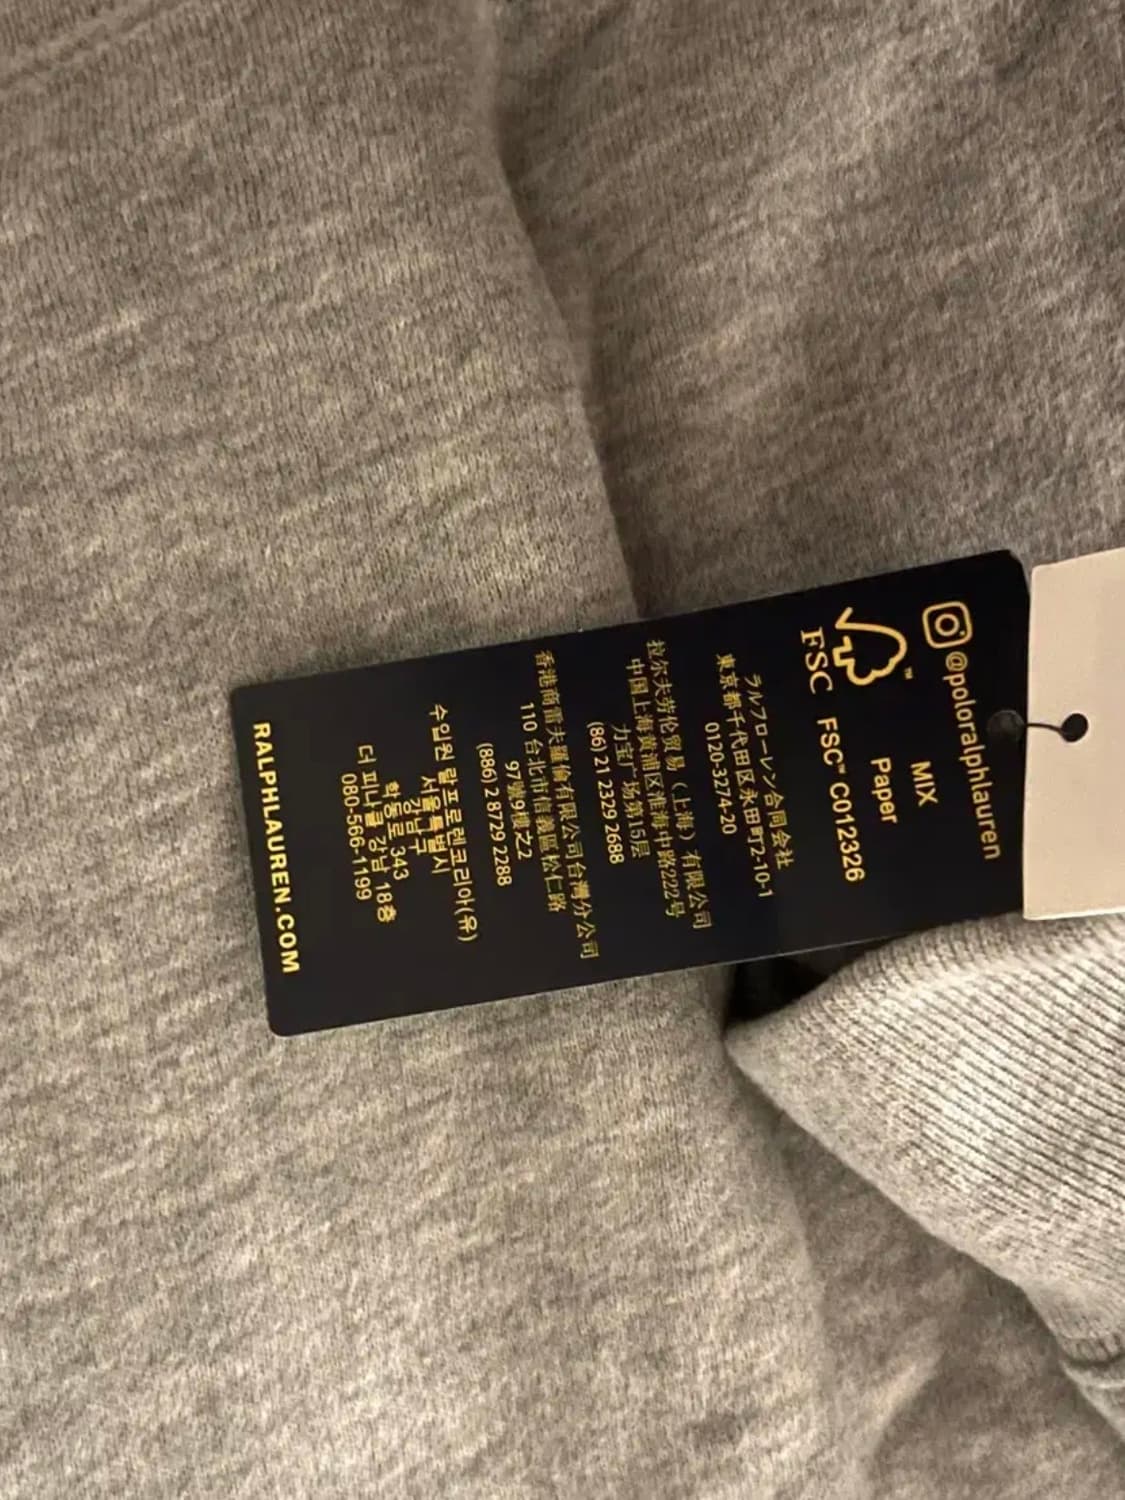 @poloralphlauren
MIX
Paper
FSC™ C012326
FSC
ラルフローレン合同会社
東京都千代田区永田町2-10-1
0120-3274-20
拉尔夫劳伦贸易（上海）有限公司
中国上海黄浦区淮海中路222号
力宝广场第15层
(86) 21 2329 2688
香港商雷夫羅倫有限公司台灣分公司
110 台北市信義區松仁路
97號9樓之2
(886) 2 8729 2288
수입원 랄프로렌코리아(유)
서울특별시
강남구
학동로 343
더 피나클 강남 18층
080-566-1199
RALPHLAUREN.COM